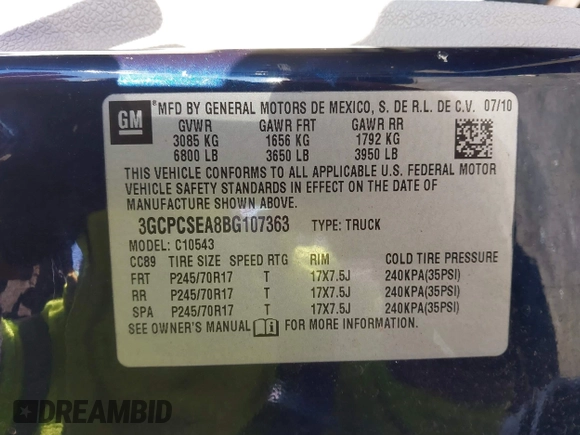 GM
®MFD BY GENERAL MOTORS DE MEXICO, S. DE R.L. DE C.V. 07/10
GVWR GAWR FRT GAWR RR
3085 KG 1656 KG 1792 KG
6800 LB 3650 LB 3950 LB
THIS VEHICLE CONFORMS TO ALL APPLICABLE U.S. FEDERAL MOTOR
VEHICLE SAFETY STANDARDS IN EFFECT ON THE DATE OF
MANUFACTURE SHOWN ABOVE.
3GCPCSEA8BG107363 TYPE: TRUCK
MODEL: C10543
CC89 TIRE SIZE SPEED RTG RIM COLD TIRE PRESSURE
FRT P245/70R17 T 17X7.5J 240KPA(35PSI)
RR P245/70R17 T 17X7.5J 240KPA(35PSI)
SPA P245/70R17 T 17X7.5J 240KPA(35PSI)
SEE OWNER'S MANUAL FOR MORE INFORMATION.
DREAMBID